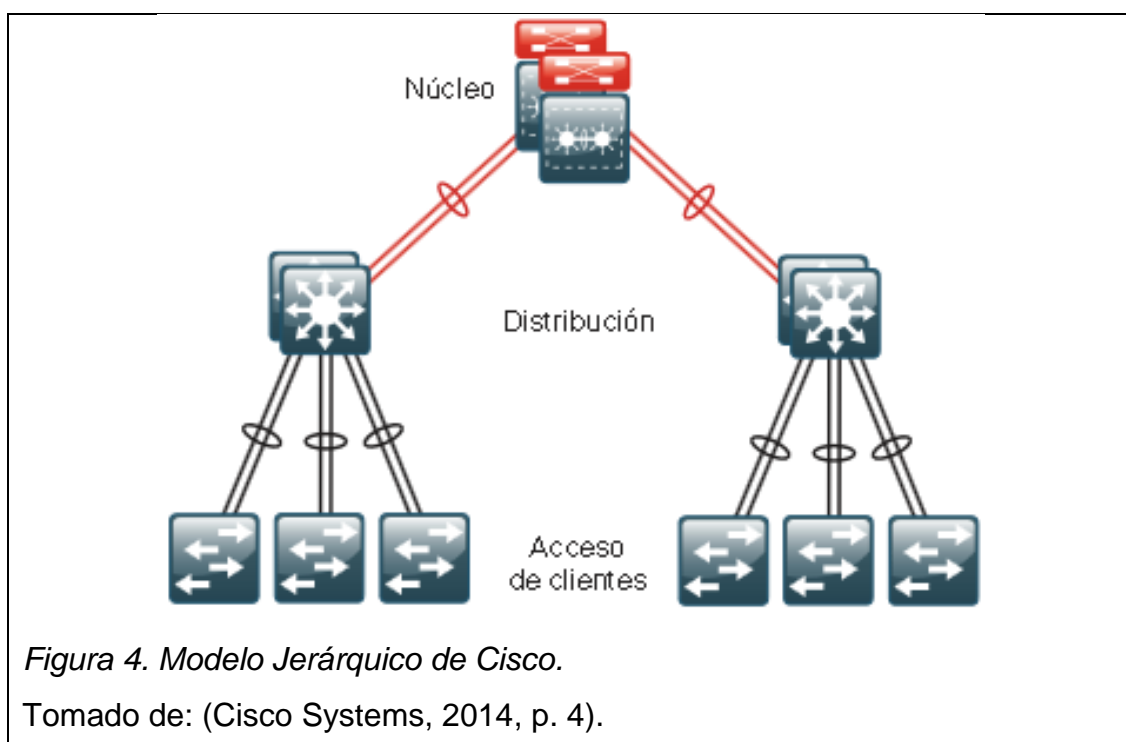 Núcleo
Distribución
Acceso
de clientes
Figura 4. Modelo Jerárquico de Cisco.
Tomado de: (Cisco Systems, 2014, p. 4).